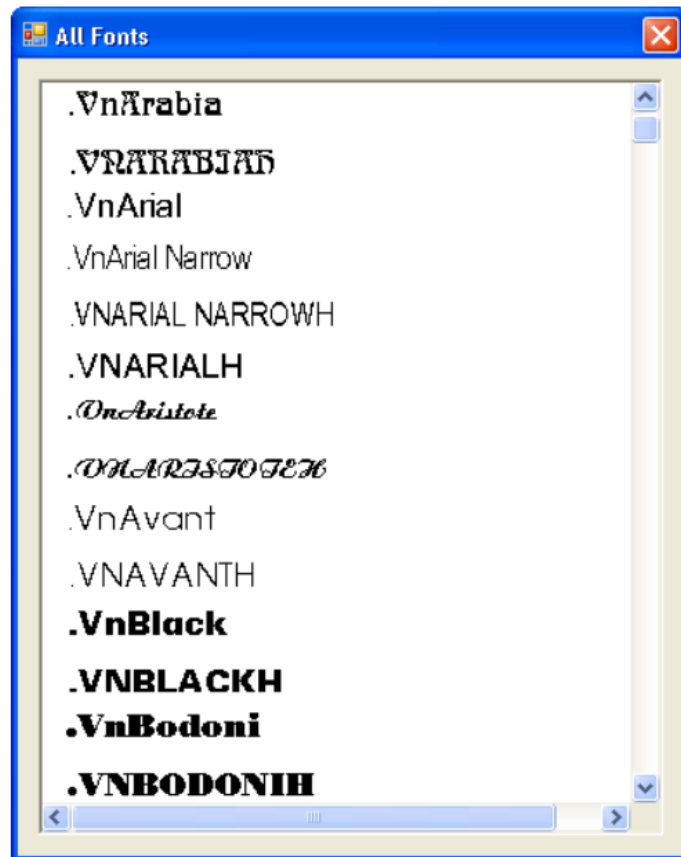 All Fonts
.VnArabia
.VNARABIAH
.VnArial
.VnArial Narrow
.VNARIAL NARROWH
.VNARIALH
.VnAristote
.VNARISTOTEH
.VnAvant
.VNAVANTH
.VnBlack
.VNBLACKH
.VnBodoni
.VNBODONIH